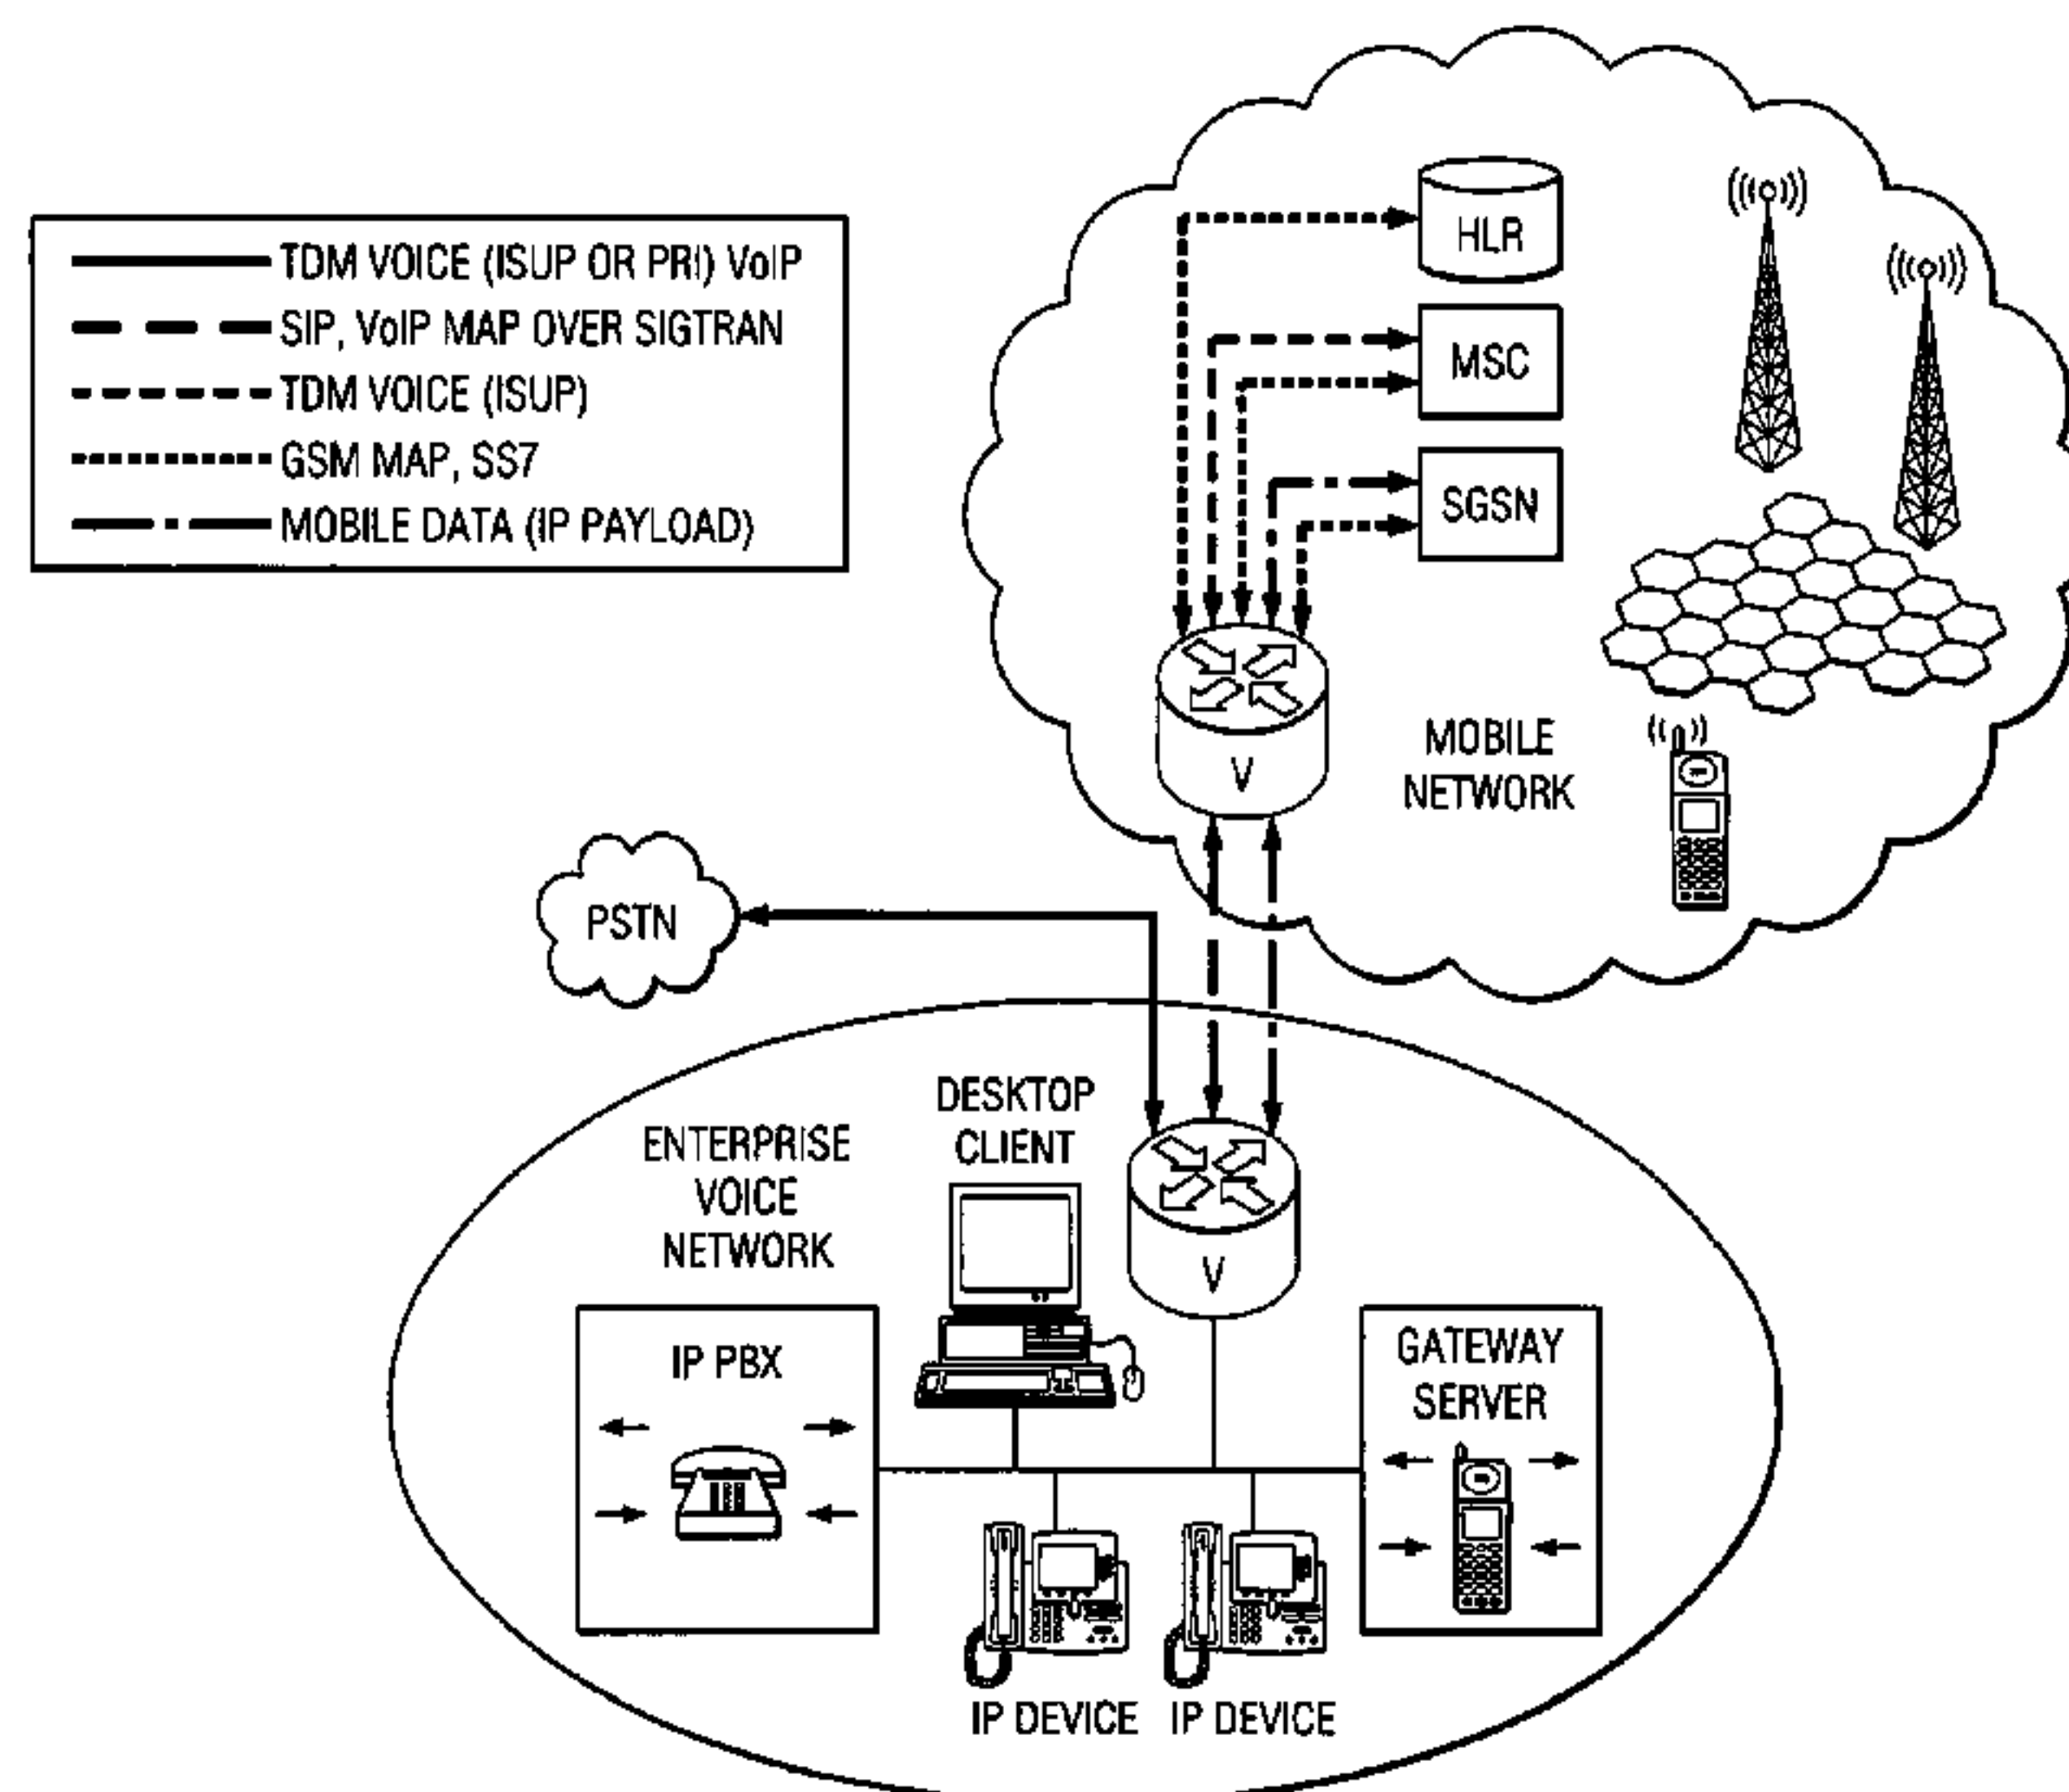 TDM VOICE (ISUP OR PRI) VoIP
SIP, VoIP MAP OVER SIGTRAN
TDM VOICE (ISUP)
GSM MAP, SS7
MOBILE DATA (IP PAYLOAD)
HLR
MSC
SGSN
V
MOBILE
NETWORK
PSTN
ENTERPRISE
VOICE
NETWORK
DESKTOP
CLIENT
V
IP PBX
GATEWAY
SERVER
IP DEVICE
IP DEVICE